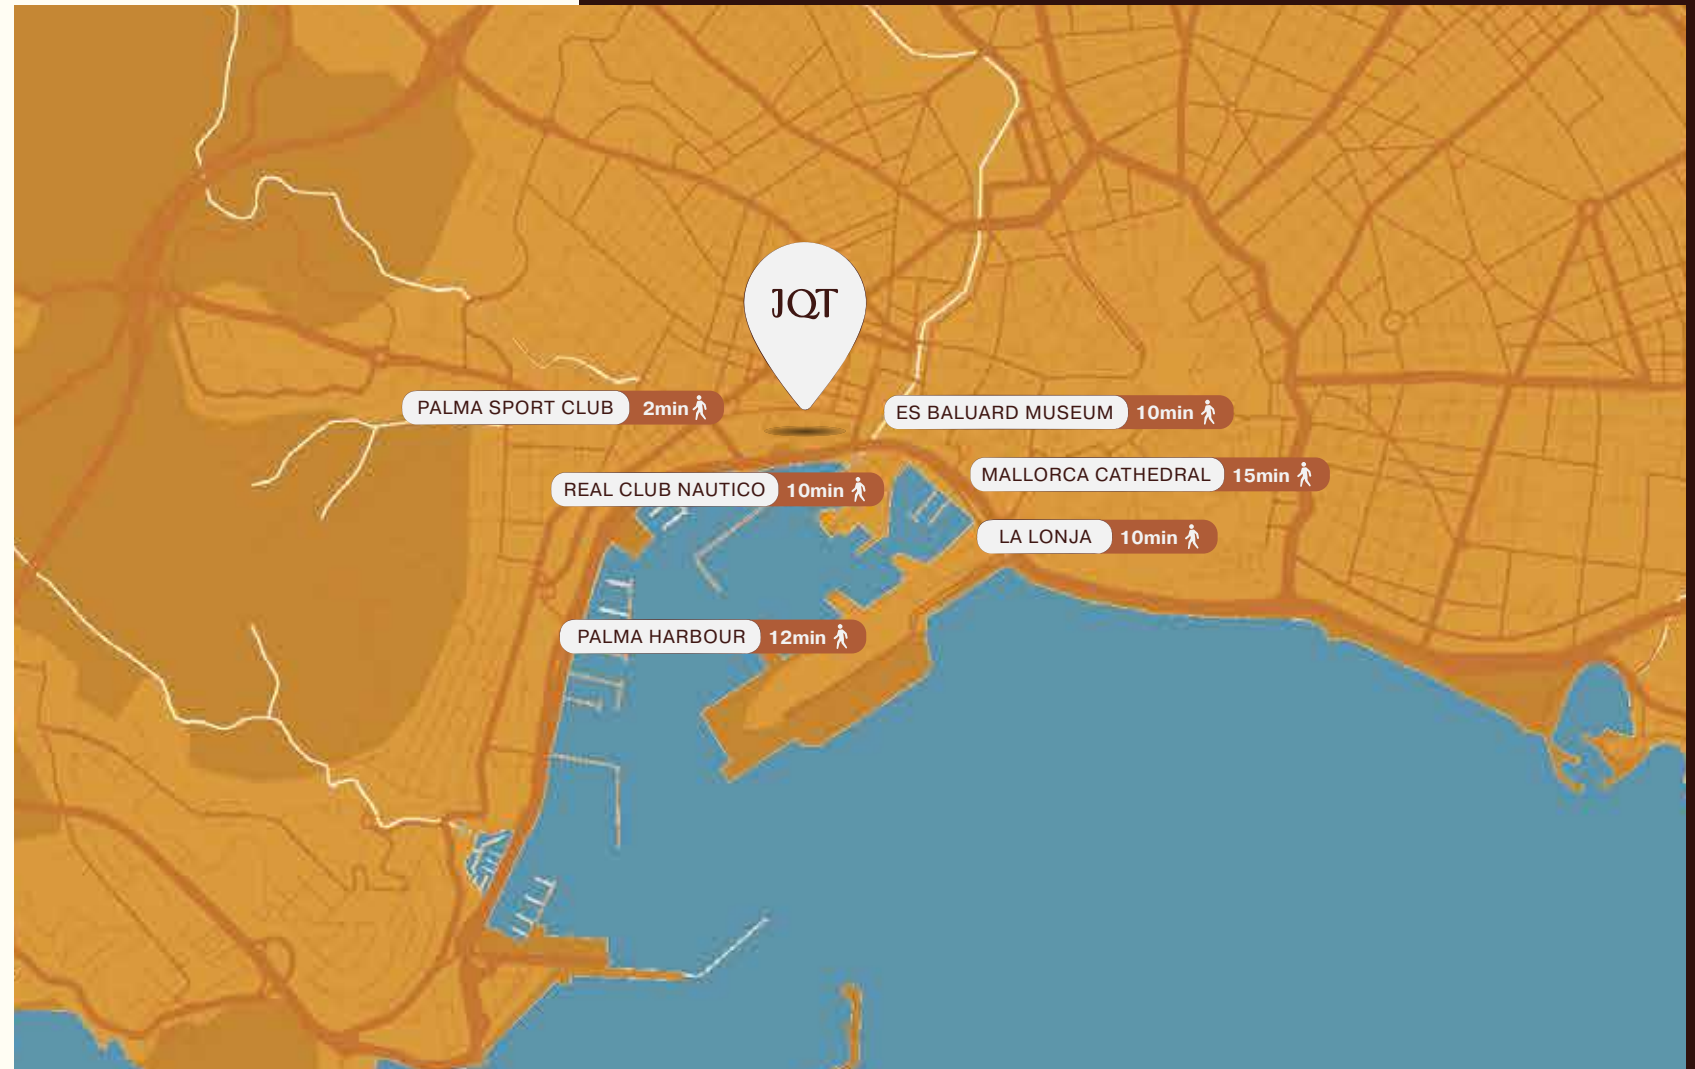 JQT
PALMA SPORT CLUB 2min
ES BALUARD MUSEUM 10min
MALLORCA CATHEDRAL 15min
REAL CLUB NAUTICO 10min
LA LONJA 10min
PALMA HARBOUR 12min